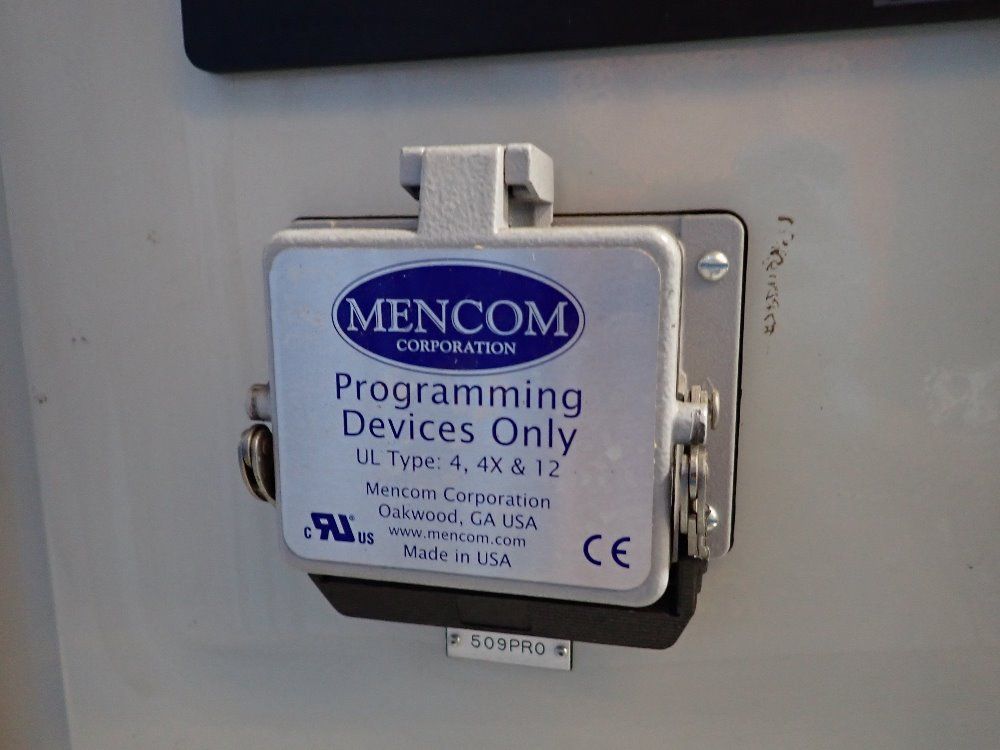 MENCOM
CORPORATION
Programming
Devices Only
UL Type: 4, 4X & 12
Mencom Corporation
Oakwood, GA USA
www.mencom.com
Made in USA
c RU ® US
CE
509PRO